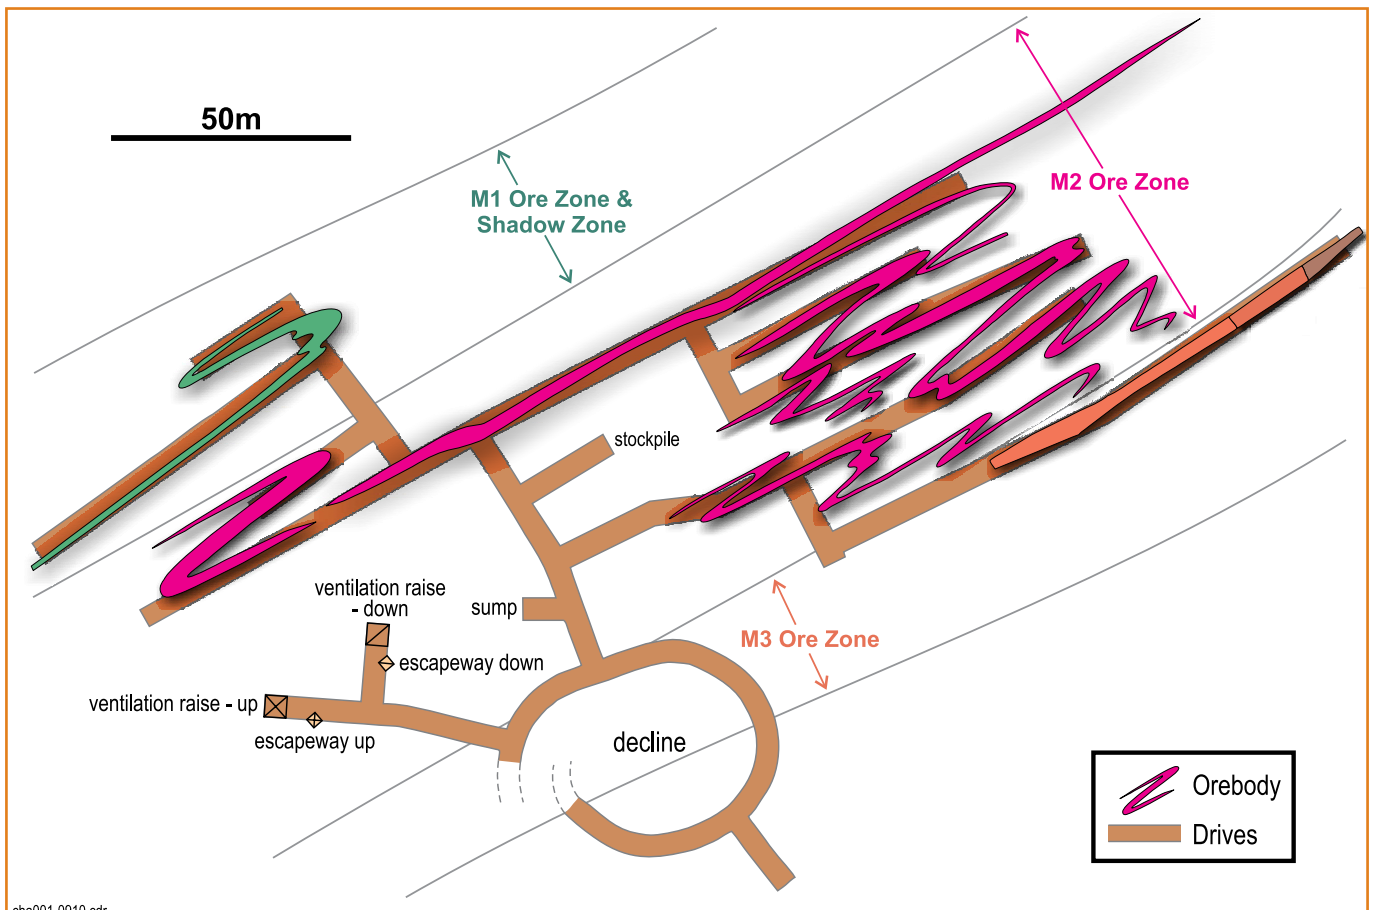 50m
M1 Ore Zone &
Shadow Zone
M2 Ore Zone
stockpile
ventilation raise
- down
sump
escapeway down
M3 Ore Zone
ventilation raise - up
escapeway up
decline
Orebody
Drives